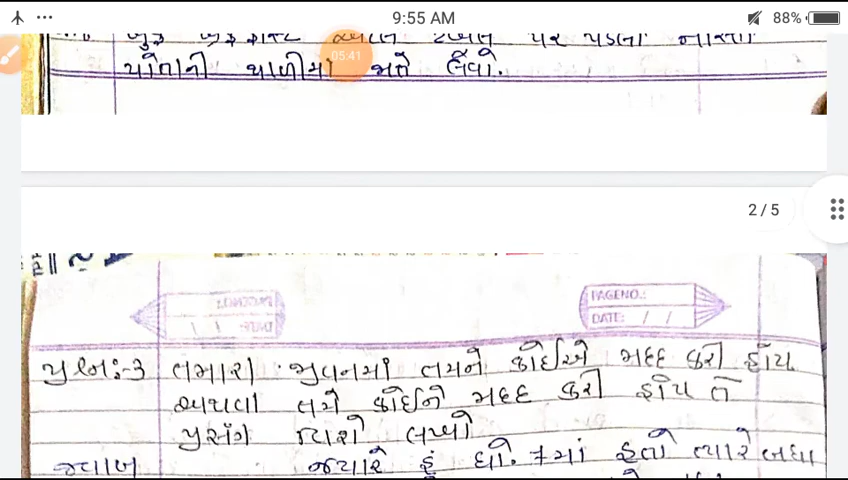 9:55 AM
88%
05:41
પોતાની થાળીમાં જાતે લેવો.
2 / 5
PAGE NO.:
DATE: / /
પ્રશ્ન:-૩ તમારા જીવનમાં તમને કોઈએ મદદ કરી હોય
અથવા તમે કોઈને મદદ કરી હોય તે
પ્રસંગ વિશે લખો
જવાબ જ્યારે હું ધો. 7માં હતો ત્યારે બધા